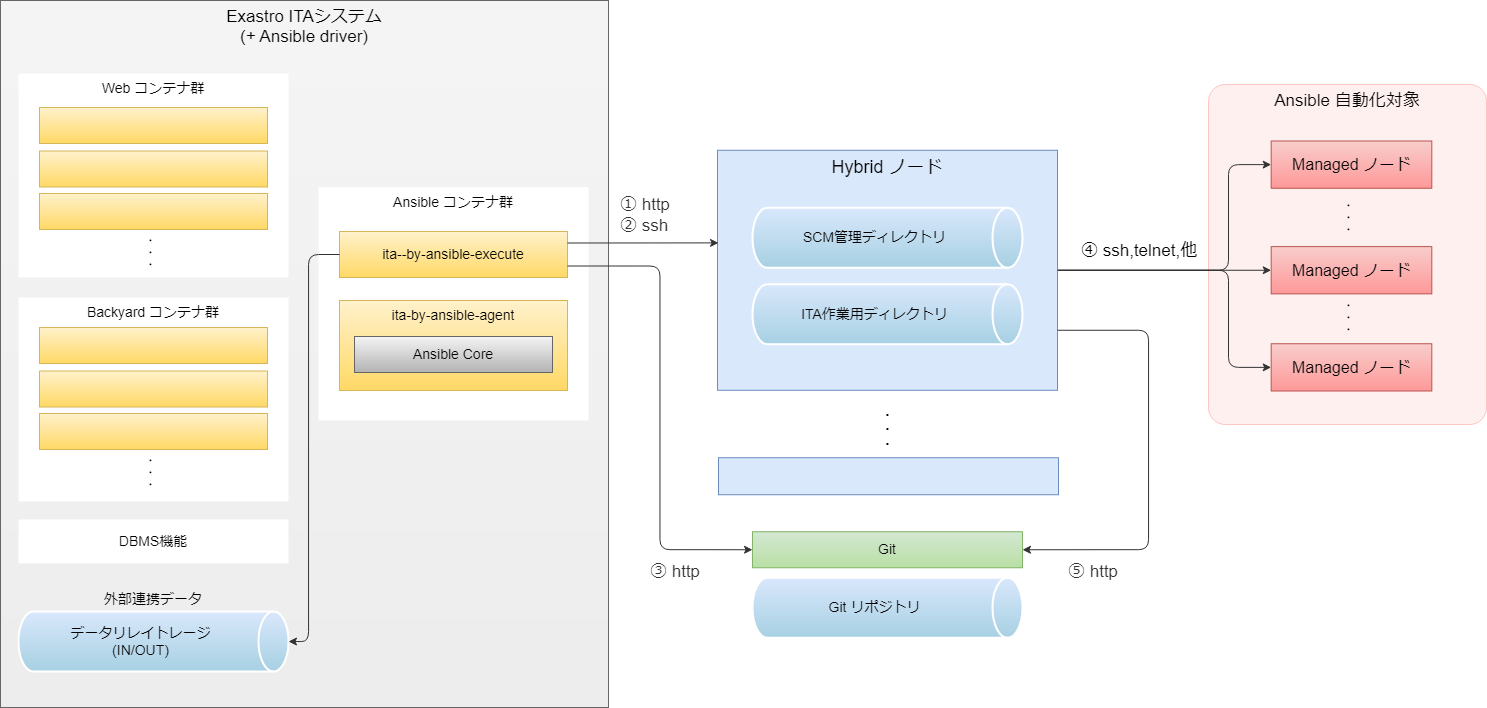 Exastro ITAシステム
(+ Ansible driver)
Web コンテナ群
Backyard コンテナ群
DBMS機能
外部連携データ
データリレイトレージ
(IN/OUT)
Ansible コンテナ群
ita--by-ansible-execute
ita-by-ansible-agent
Ansible Core
① http
② ssh
③ http
Hybrid ノード
SCM管理ディレクトリ
ITA作業用ディレクトリ
Git
Git リポジトリ
④ ssh,telnet,他
⑤ http
Ansible 自動化対象
Managed ノード
Managed ノード
Managed ノード